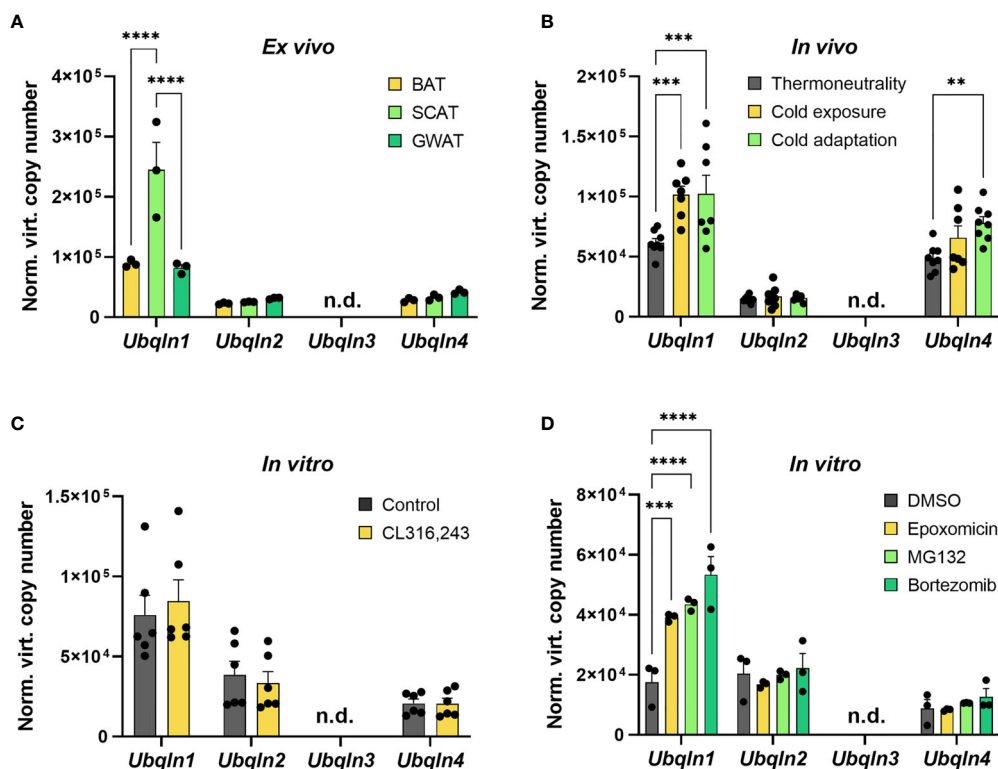 A
Ex vivo
****
****
BAT
SCAT
GWAT
Norm. virt. copy number
4×10⁵
3×10⁵
2×10⁵
1×10⁵
0
n.d.
Ubqln1 Ubqln2 Ubqln3 Ubqln4
B
In vivo
***
***
**
Thermoneutrality
Cold exposure
Cold adaptation
Norm. virt. copy number
2×10⁵
1.5×10⁵
1×10⁵
5×10⁴
0
n.d.
Ubqln1 Ubqln2 Ubqln3 Ubqln4
C
In vitro
Control
CL316,243
Norm. virt. copy number
1.5×10⁵
1×10⁵
5×10⁴
0
n.d.
Ubqln1 Ubqln2 Ubqln3 Ubqln4
D
In vitro
****
****
***
DMSO
Epoxomicin
MG132
Bortezomib
Norm. virt. copy number
8×10⁴
6×10⁴
4×10⁴
2×10⁴
0
n.d.
Ubqln1 Ubqln2 Ubqln3 Ubqln4